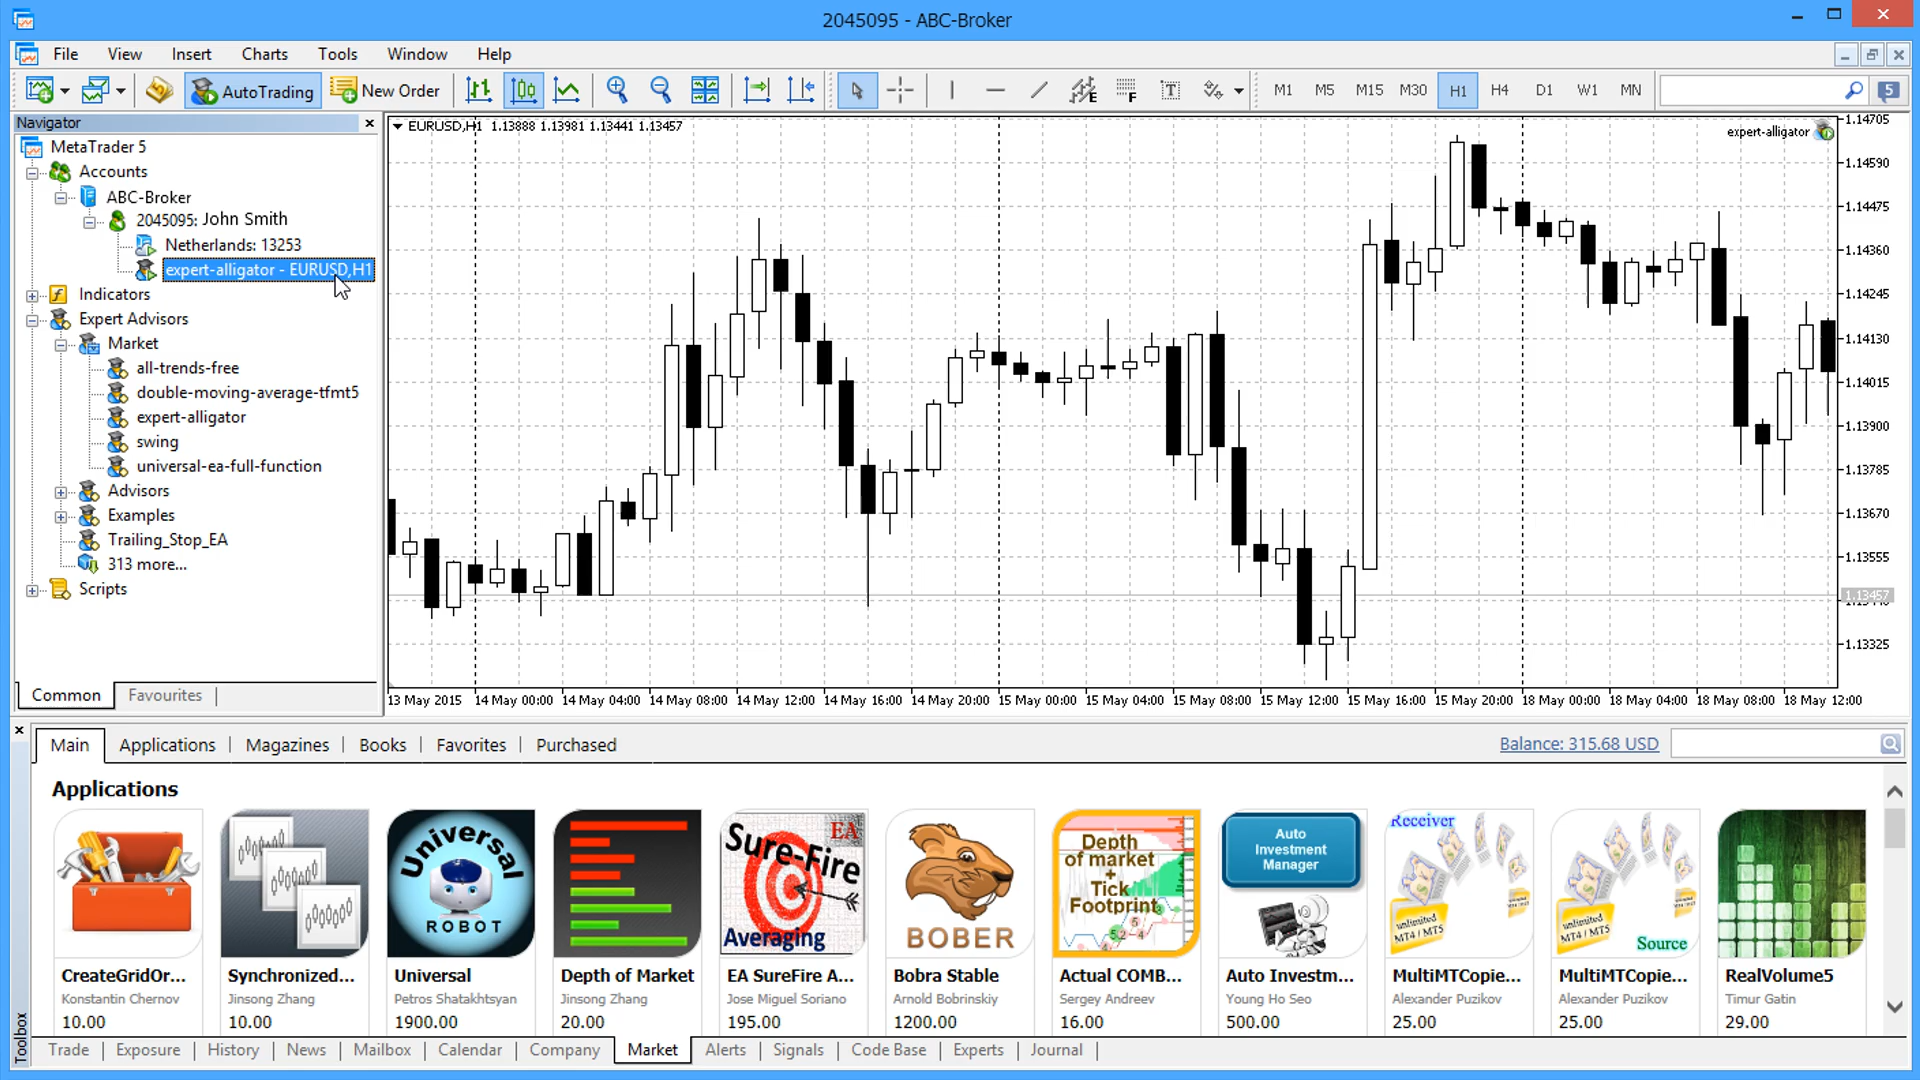 2045095 - ABC-Broker
File View Insert Charts Tools Window Help
AutoTrading New Order E F T M1 M5 M15 M30 H1 H4 D1 W1 MN 5
Navigator
MetaTrader 5
Accounts
ABC-Broker
2045095: John Smith
Netherlands: 13253
expert-alligator - EURUSD,H1
Indicators
Expert Advisors
Market
all-trends-free
double-moving-average-tfmt5
expert-alligator
swing
universal-ea-full-function
Advisors
Examples
Trailing_Stop_EA
313 more...
Scripts
Common Favourites
EURUSD,H1 1.13888 1.13981 1.13441 1.13457
expert-alligator
1.14705
1.14590
1.14475
1.14360
1.14245
1.14130
1.14015
1.13900
1.13785
1.13670
1.13555
1.13457
1.13325
13 May 2015 14 May 00:00 14 May 04:00 14 May 08:00 14 May 12:00 14 May 16:00 14 May 20:00 15 May 00:00 15 May 04:00 15 May 08:00 15 May 12:00 15 May 16:00 15 May 20:00 18 May 00:00 18 May 04:00 18 May 08:00 18 May 12:00
Main Applications Magazines Books Favorites Purchased Balance: 315.68 USD
Applications
Universal
ROBOT
EA
Sure-Fire
Averaging
BOBER
Depth
of market
+
Tick
Footprint
Auto
Investment
Manager
Receiver
unlimited
MT4 / MT5
unlimited
MT4 / MT5
Source
CreateGridOr... Synchronized... Universal Depth of Market EA SureFire A... Bobra Stable Actual COMB... Auto Investm... MultiMTCopie... MultiMTCopie... RealVolume5
Konstantin Chernov Jinsong Zhang Petros Shatakhtsyan Jinsong Zhang Jose Miguel Soriano Arnold Bobrinskiy Sergey Andreev Young Ho Seo Alexander Puzikov Alexander Puzikov Timur Gatin
10.00 10.00 1900.00 20.00 195.00 1200.00 16.00 500.00 25.00 25.00 29.00
Toolbox
Trade Exposure History News Mailbox Calendar Company Market Alerts Signals Code Base Experts Journal